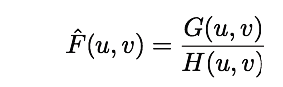 F̂(u, v) = G(u, v) / H(u, v)